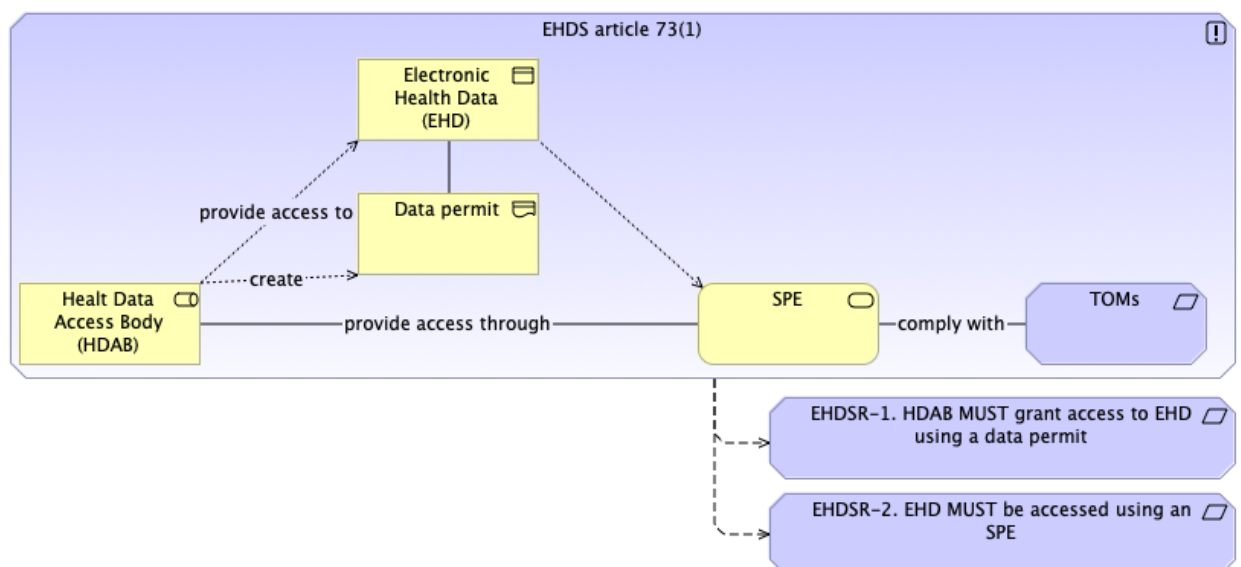 EHDS article 73(1)
Electronic
Health Data
(EHD)
provide access to
Data permit
create
Healt Data
Access Body
(HDAB)
provide access through
SPE
comply with
TOMs
EHDSR-1. HDAB MUST grant access to EHD
using a data permit
EHDSR-2. EHD MUST be accessed using an
SPE